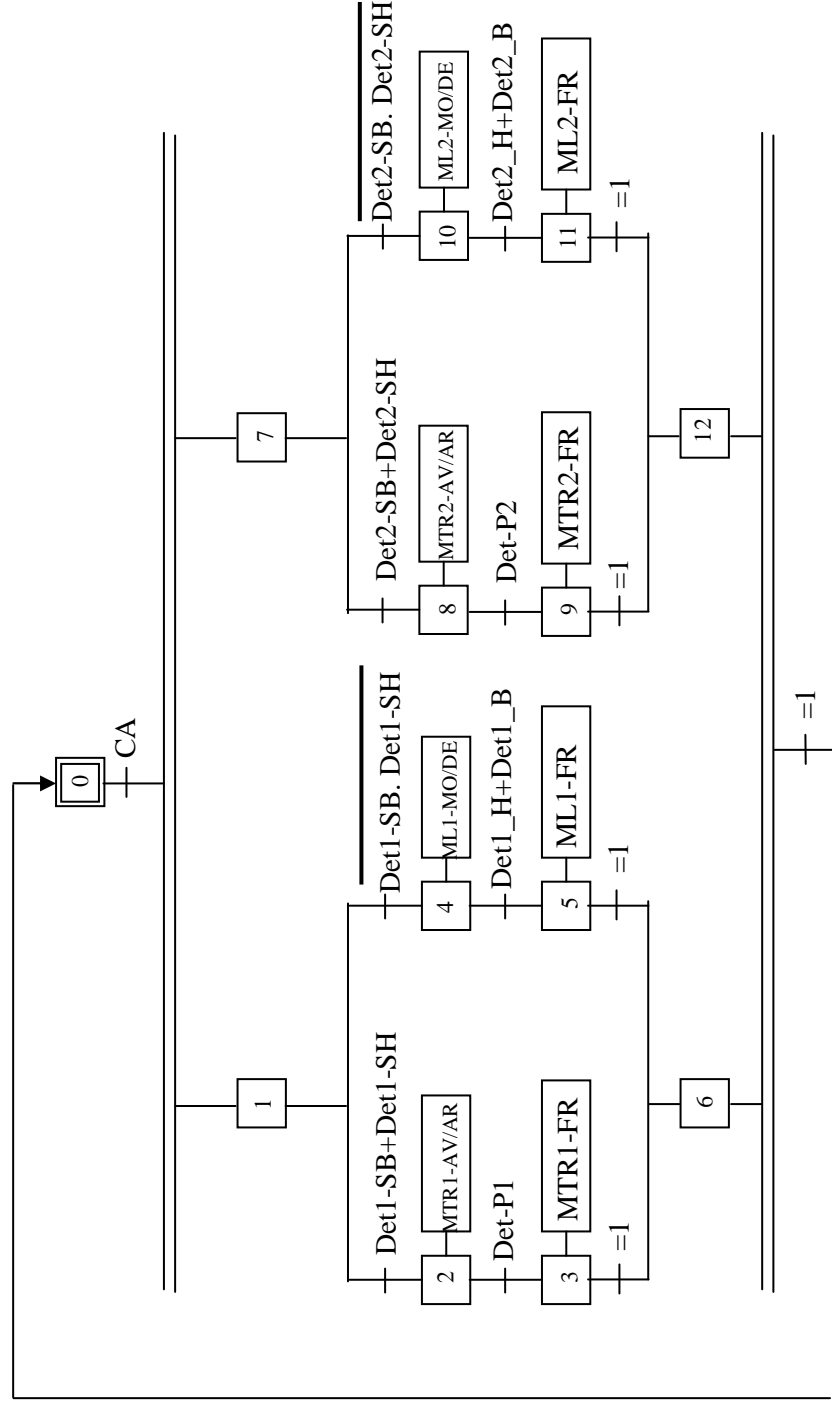 0
CA
1
7
Det1-SB+Det1-SH
Det1-SB. Det1-SH
Det2-SB+Det2-SH
Det2-SB. Det2-SH
2
MTR1-AV/AR
4
ML1-MO/DE
8
MTR2-AV/AR
10
ML2-MO/DE
Det-P1
Det1_H+Det1_B
Det-P2
Det2_H+Det2_B
3
MTR1-FR
5
ML1-FR
9
MTR2-FR
11
ML2-FR
=1
=1
=1
=1
6
12
=1